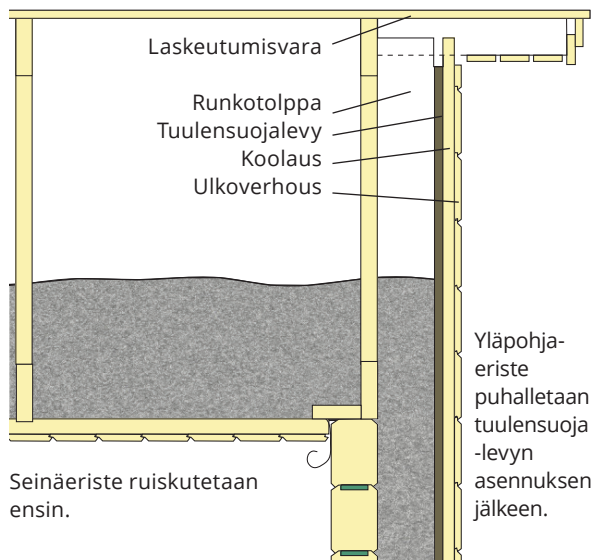 Laskeutumisvara
Runkotolppa
Tuulensuojalevy
Koolaus
Ulkoverhous
Yläpohja-
eriste
puhalletaan
tuulensuoja
-levyn
asennuksen
jälkeen.
Seinäeriste ruiskutetaan
ensin.